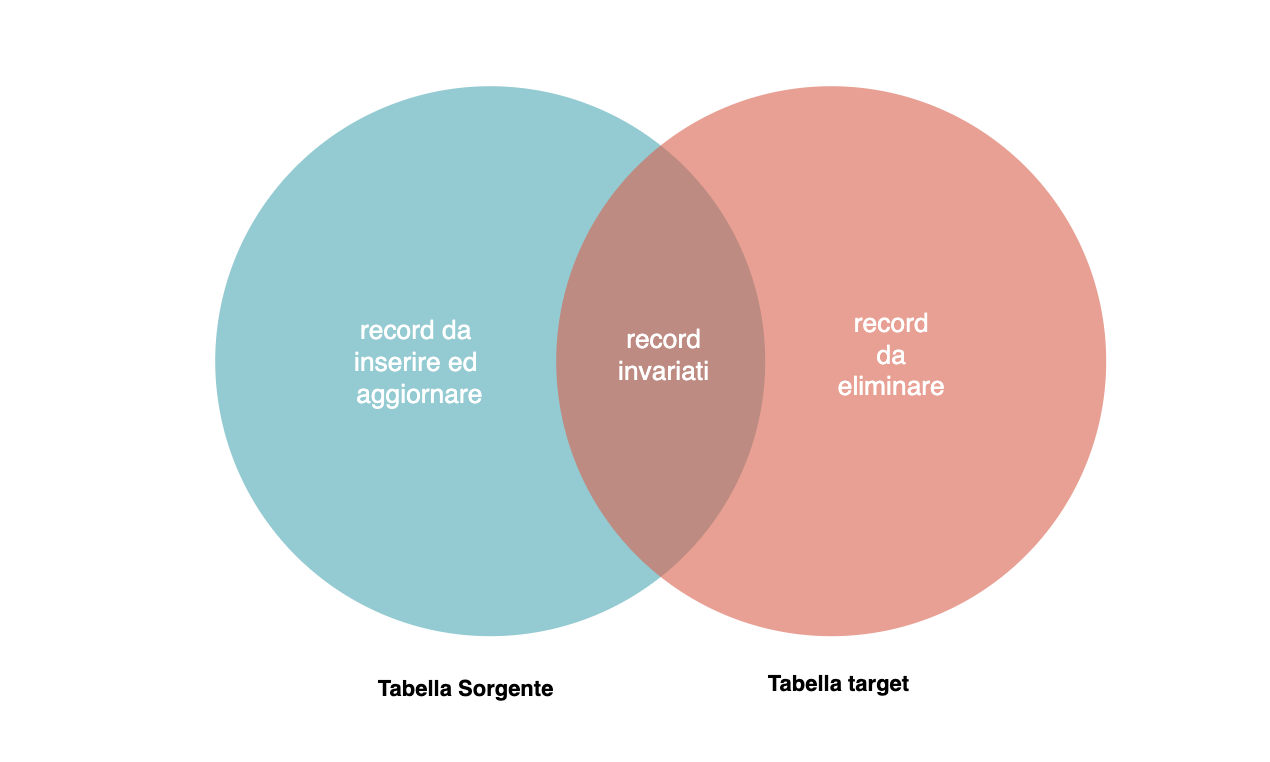 record da
inserire ed
aggiornare
record
invariati
record
da
eliminare
Tabella Sorgente
Tabella target